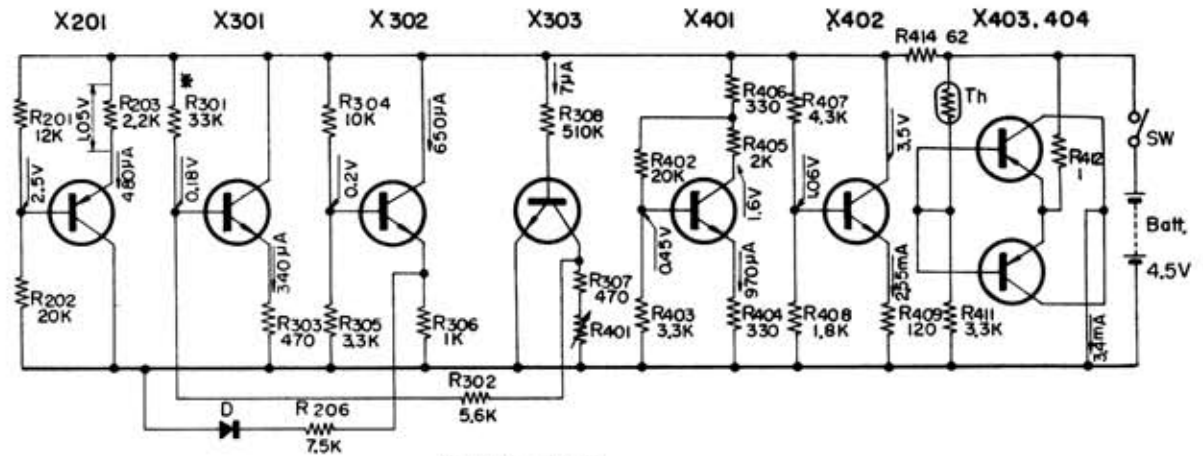 X201
X301
X302
X303
X401
X402
X403, 404
R414 62
R201
12K
1.05V
R203
2.2K
R301
33K
R304
10K
650μA
7μA
R308
510K
R406
330
R407
4.3K
Th
R405
2K
R402
20K
3.5V
R412
1
SW
2.5V
480μA
0.18V
0.2V
1.6V
1.06V
Batt.
4.5V
0.45V
340μA
970μA
2.55mA
R202
20K
R303
470
R305
3.3K
R306
1K
R307
470
R401
R403
3.3K
R404
330
R408
1.8K
R409
120
R411
3.3K
3.4mA
R302
5.6K
D
R206
7.5K